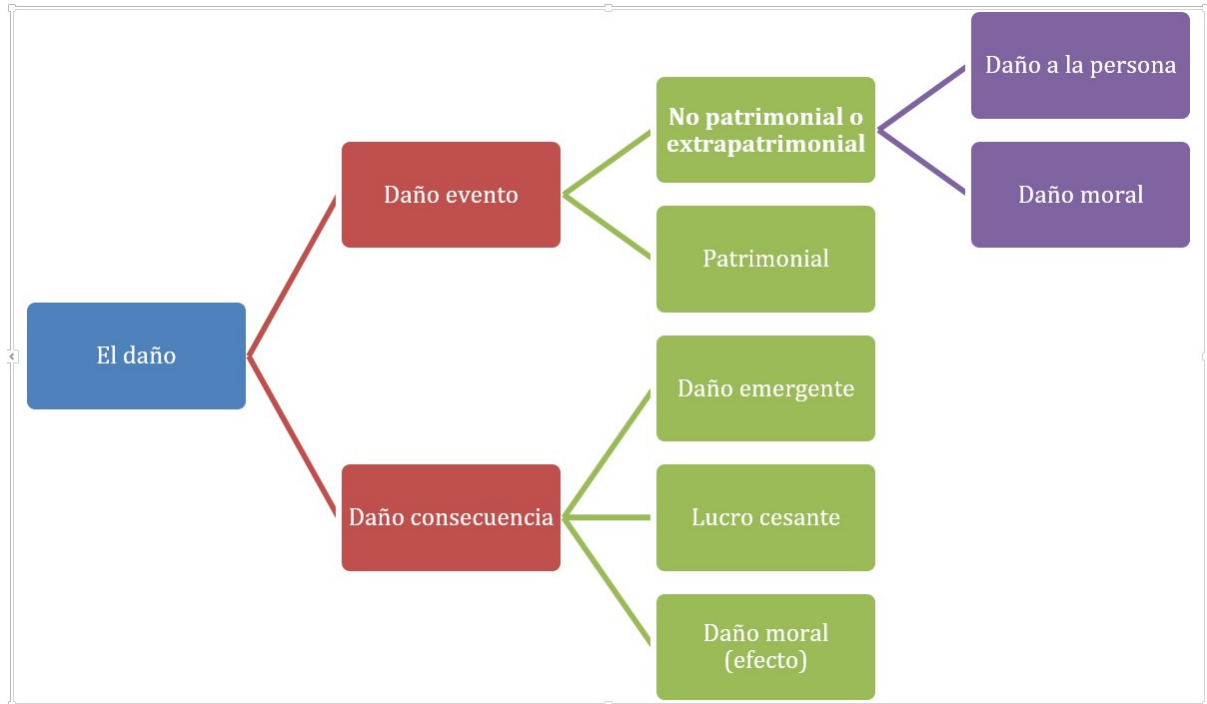 El daño
Daño evento
No patrimonial o
extrapatrimonial
Daño a la persona
Daño moral
Patrimonial
Daño consecuencia
Daño emergente
Lucro cesante
Daño moral
(efecto)